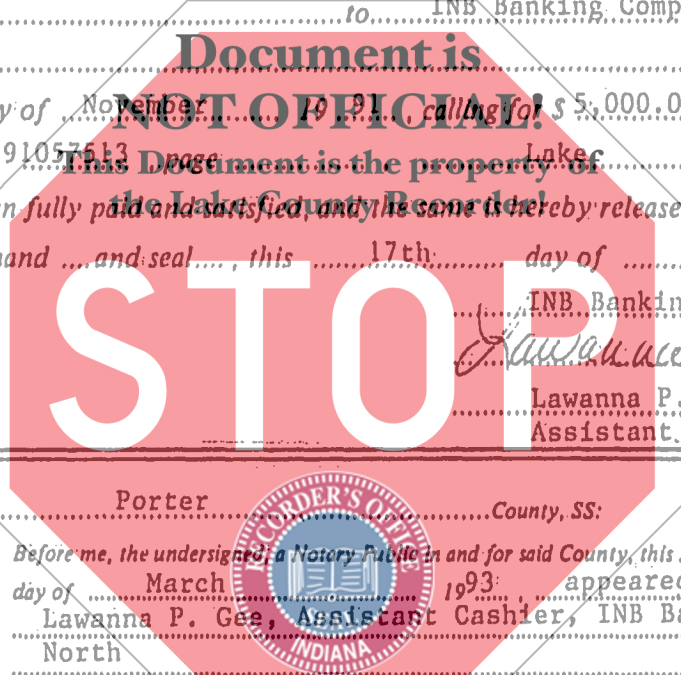 to INB Banking Comp
Document is
y of November 19 91, calling for $ 5,000.0
NOT OFFICIAL!
91057513 page Lake
This Document is the property of
the Lake County Recorder!
n fully paid and satisfied, and the same is hereby release
and and seal, this 17th day of
STOP
INB Bankin
Lawanna P.
Assistant
Porter County, SS:
RECORDER'S OFFICE
Before me, the undersigned, a Notary Public in and for said County, this
day of March 1993, appeared
Lawanna P. Gee, Assistant Cashier, INB Ba
SEAL
North
INDIANA